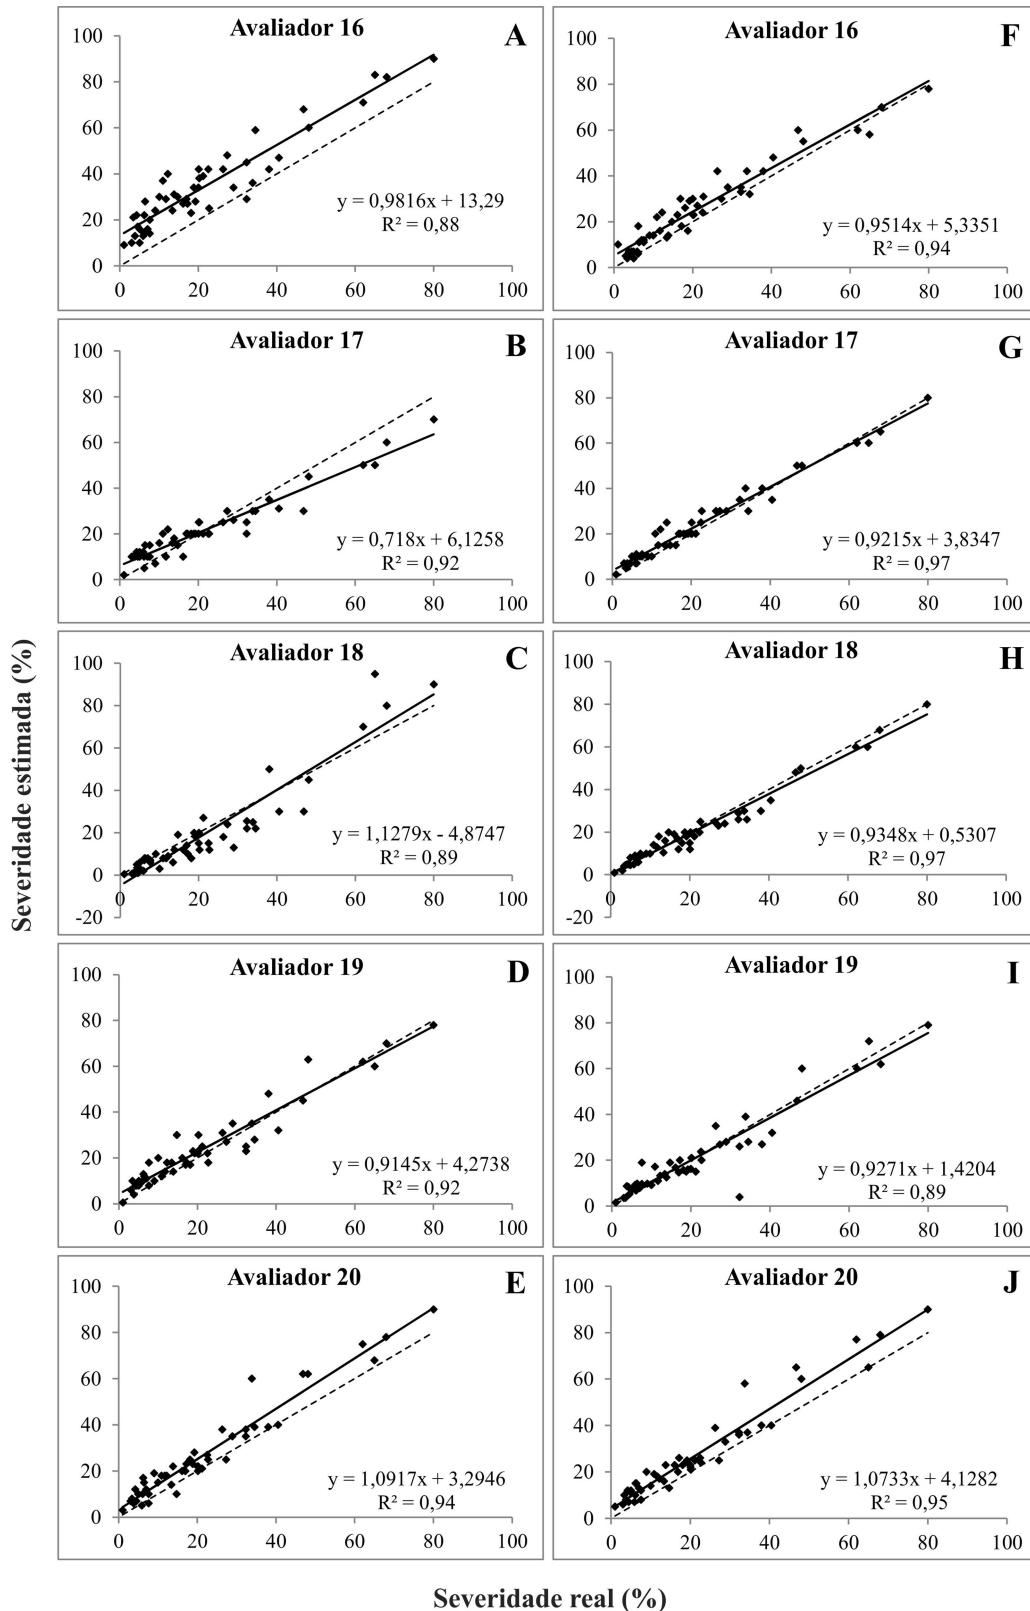 Avaliador 16
A
100
80
60
40
20
0
y = 0,9816x + 13,29
R² = 0,88
0 20 40 60 80 100
Avaliador 16
F
100
80
60
40
20
0
y = 0,9514x + 5,3351
R² = 0,94
0 20 40 60 80 100
Avaliador 17
B
100
80
60
40
20
0
y = 0,718x + 6,1258
R² = 0,92
0 20 40 60 80 100
Avaliador 17
G
100
80
60
40
20
0
y = 0,9215x + 3,8347
R² = 0,97
0 20 40 60 80 100
Severidade estimada (%)
Avaliador 18
C
100
80
60
40
20
0
-20
y = 1,1279x - 4,8747
R² = 0,89
0 20 40 60 80 100
Avaliador 18
H
100
80
60
40
20
0
-20
y = 0,9348x + 0,5307
R² = 0,97
0 20 40 60 80 100
Avaliador 19
D
100
80
60
40
20
0
y = 0,9145x + 4,2738
R² = 0,92
0 20 40 60 80 100
Avaliador 19
I
100
80
60
40
20
0
y = 0,9271x + 1,4204
R² = 0,89
0 20 40 60 80 100
Avaliador 20
E
100
80
60
40
20
0
y = 1,0917x + 3,2946
R² = 0,94
0 20 40 60 80 100
Avaliador 20
J
100
80
60
40
20
0
y = 1,0733x + 4,1282
R² = 0,95
0 20 40 60 80 100
Severidade real (%)